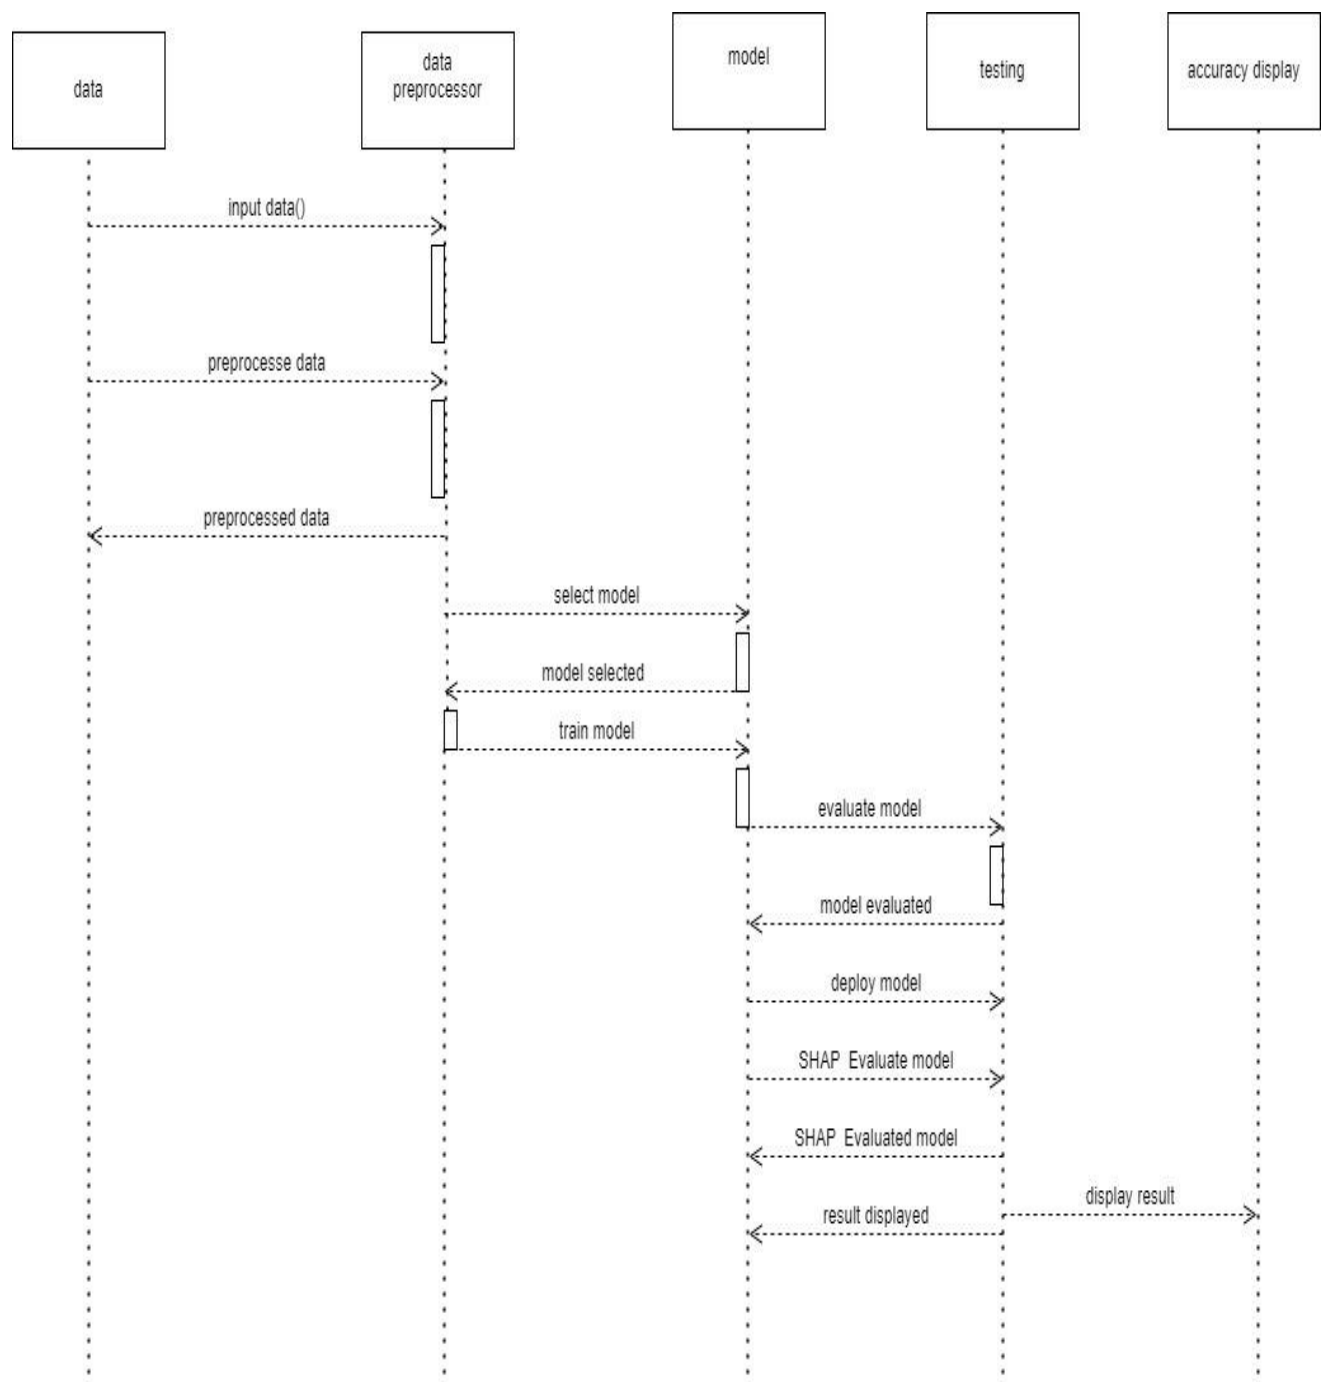 data
data
preprocessor
model
testing
accuracy display
input data()
preprocesse data
preprocessed data
select model
model selected
train model
evaluate model
model evaluated
deploy model
SHAP  Evaluate model
SHAP  Evaluated model
display result
result displayed